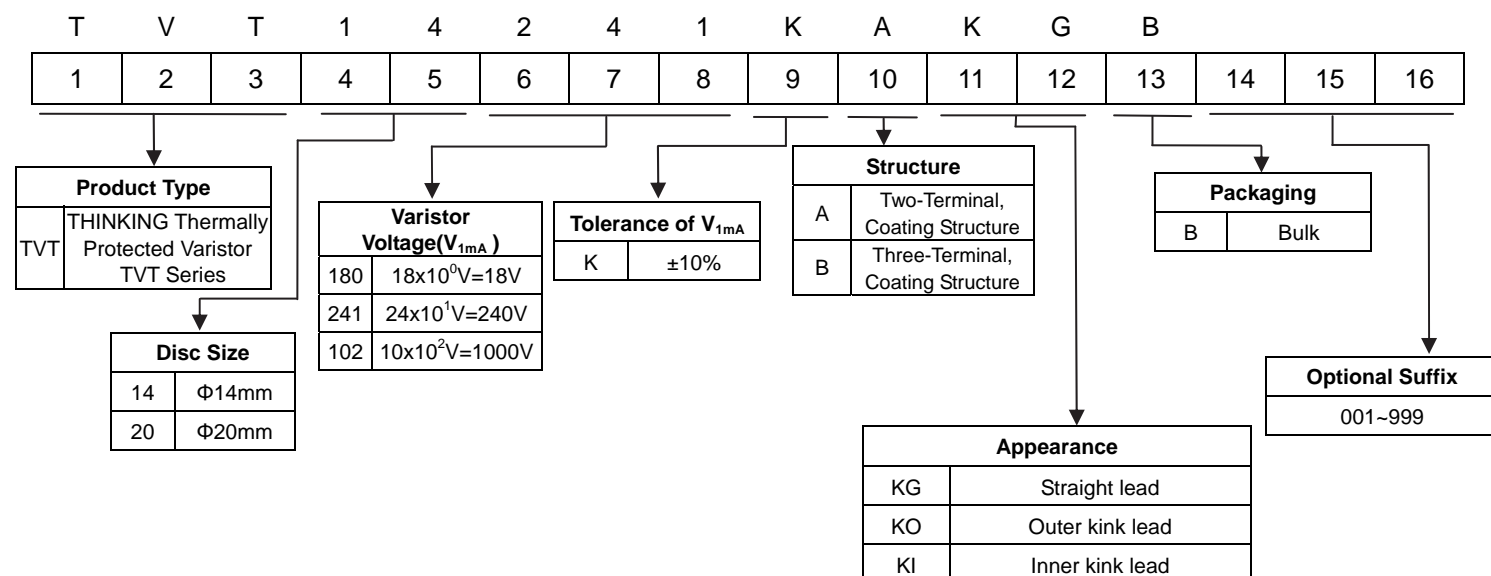 T V T 1 4 2 4 1 K A K G B
1 2 3 4 5 6 7 8 9 10 11 12 13 14 15 16
Product Type
TVT THINKING Thermally
Protected Varistor
TVT Series
Disc Size
14 Φ14mm
20 Φ20mm
Varistor
Voltage(V1mA )
180 18x10⁰V=18V
241 24x10¹V=240V
102 10x10²V=1000V
Tolerance of V1mA
K ±10%
Structure
A Two-Terminal,
Coating Structure
B Three-Terminal,
Coating Structure
Appearance
KG Straight lead
KO Outer kink lead
KI Inner kink lead
Packaging
B Bulk
Optional Suffix
001~999